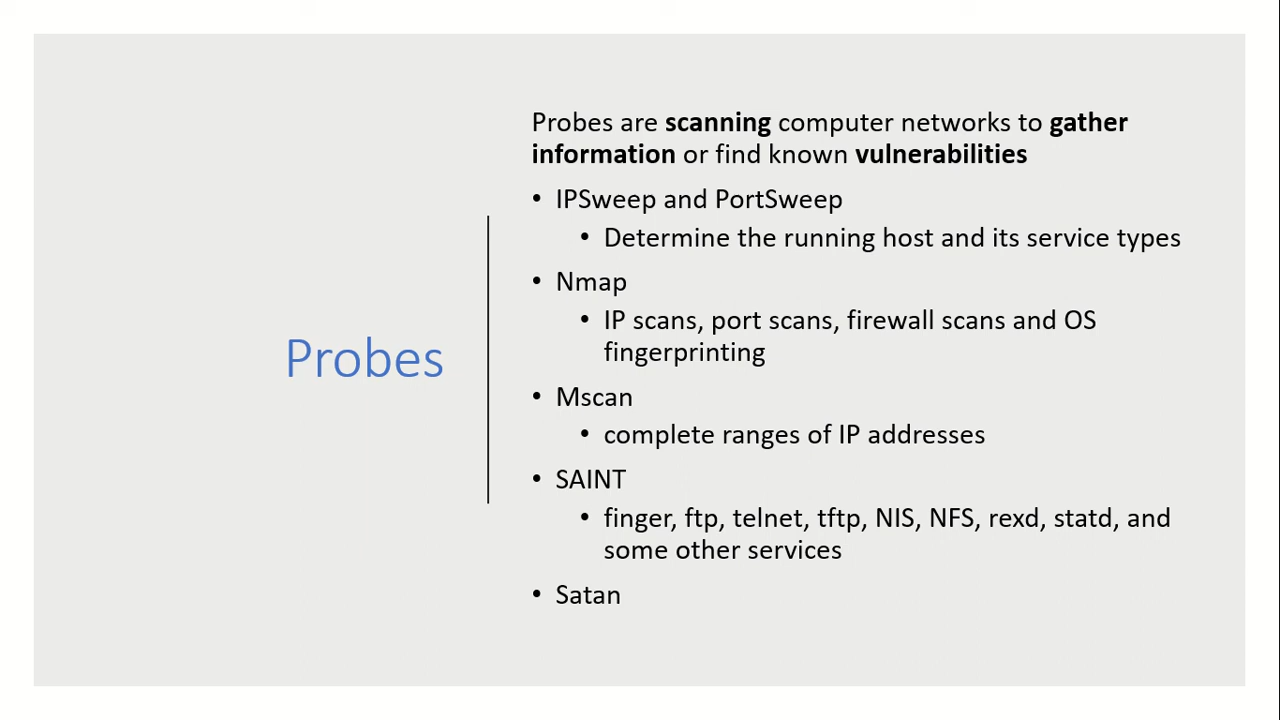 Probes
Probes are scanning computer networks to gather
information or find known vulnerabilities
• IPSweep and PortSweep
• Determine the running host and its service types
• Nmap
• IP scans, port scans, firewall scans and OS
fingerprinting
• Mscan
• complete ranges of IP addresses
• SAINT
• finger, ftp, telnet, tftp, NIS, NFS, rexd, statd, and
some other services
• Satan